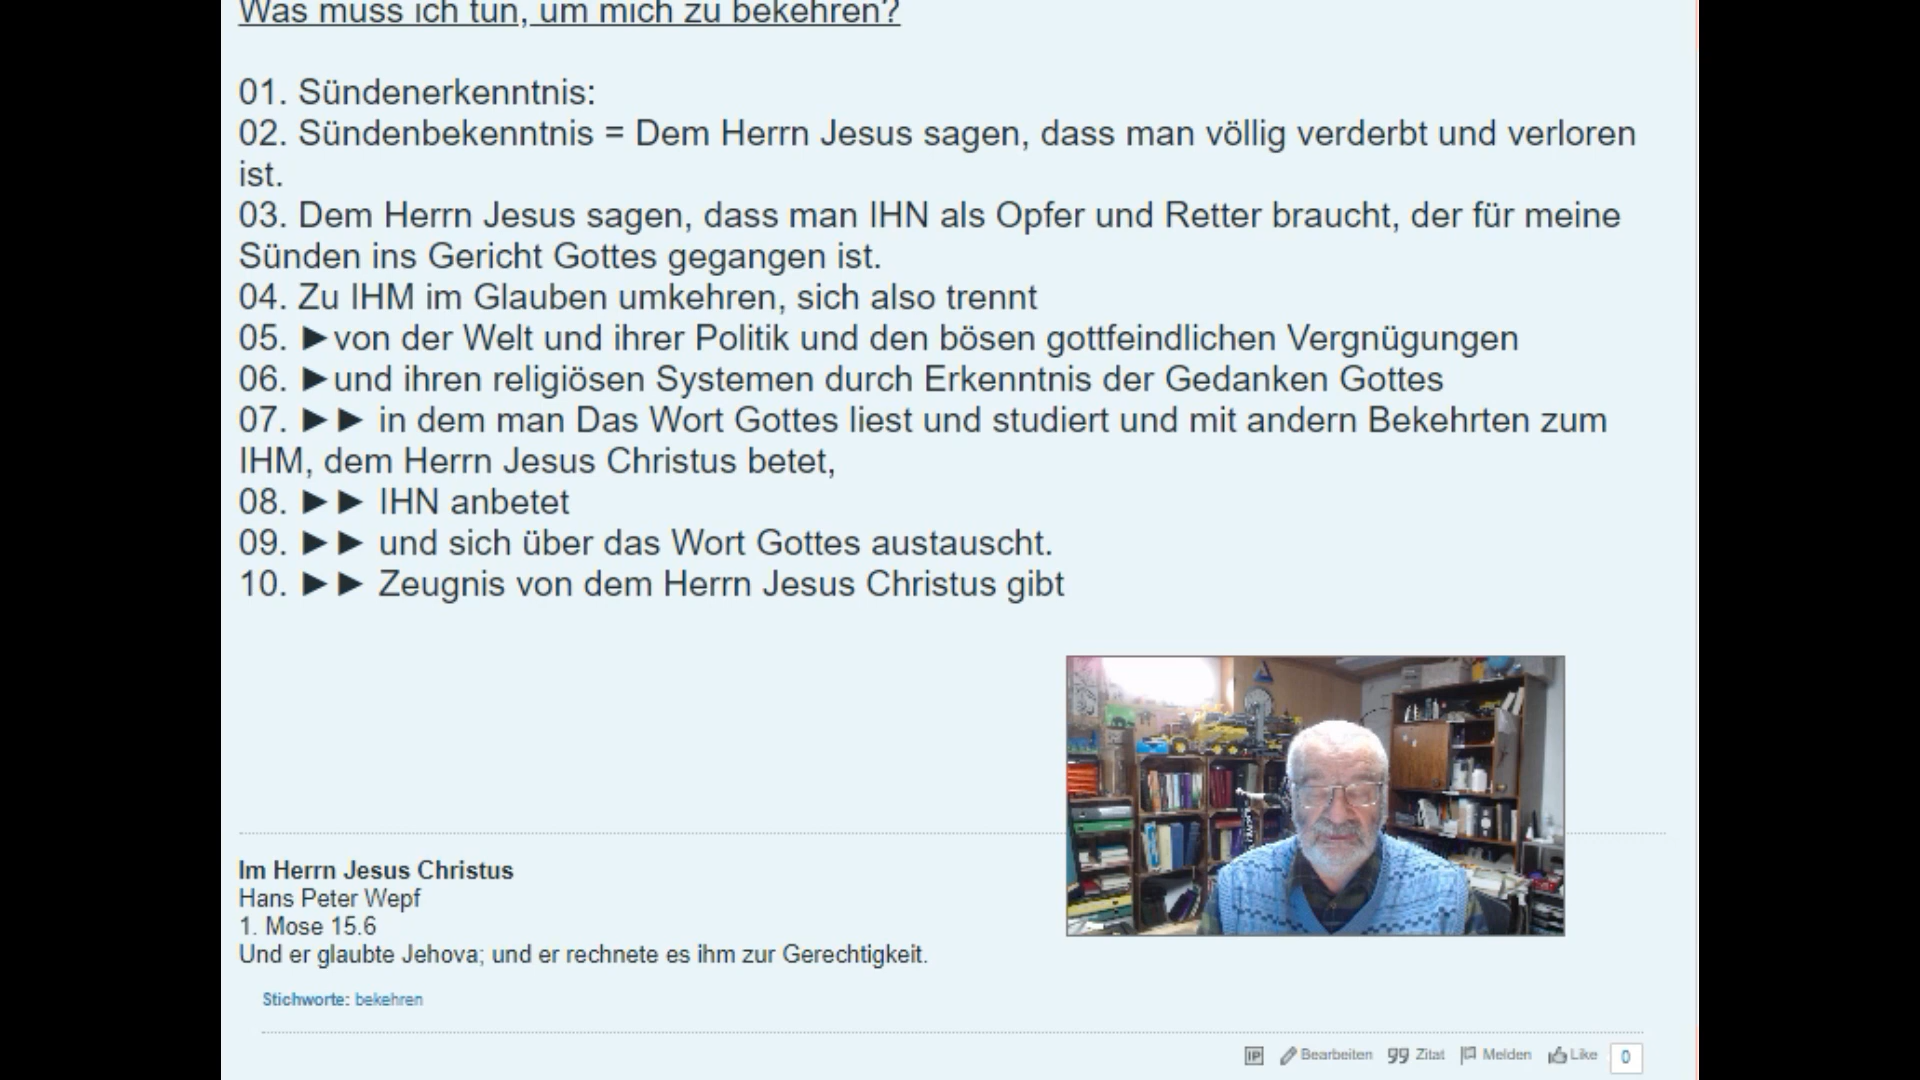 Was muss ich tun, um mich zu bekehren?
01. Sündenerkenntnis:
02. Sündenbekenntnis = Dem Herrn Jesus sagen, dass man völlig verderbt und verloren
ist.
03. Dem Herrn Jesus sagen, dass man IHN als Opfer und Retter braucht, der für meine
Sünden ins Gericht Gottes gegangen ist.
04. Zu IHM im Glauben umkehren, sich also trennt
05. ►von der Welt und ihrer Politik und den bösen gottfeindlichen Vergnügungen
06. ►und ihren religiösen Systemen durch Erkenntnis der Gedanken Gottes
07. ►► in dem man Das Wort Gottes liest und studiert und mit andern Bekehrten zum
IHM, dem Herrn Jesus Christus betet,
08. ►► IHN anbetet
09. ►► und sich über das Wort Gottes austauscht.
10. ►► Zeugnis von dem Herrn Jesus Christus gibt
Im Herrn Jesus Christus
Hans Peter Wepf
1. Mose 15.6
Und er glaubte Jehova; und er rechnete es ihm zur Gerechtigkeit.
Stichworte: bekehren
IP Bearbeiten Zitat Melden Like 0